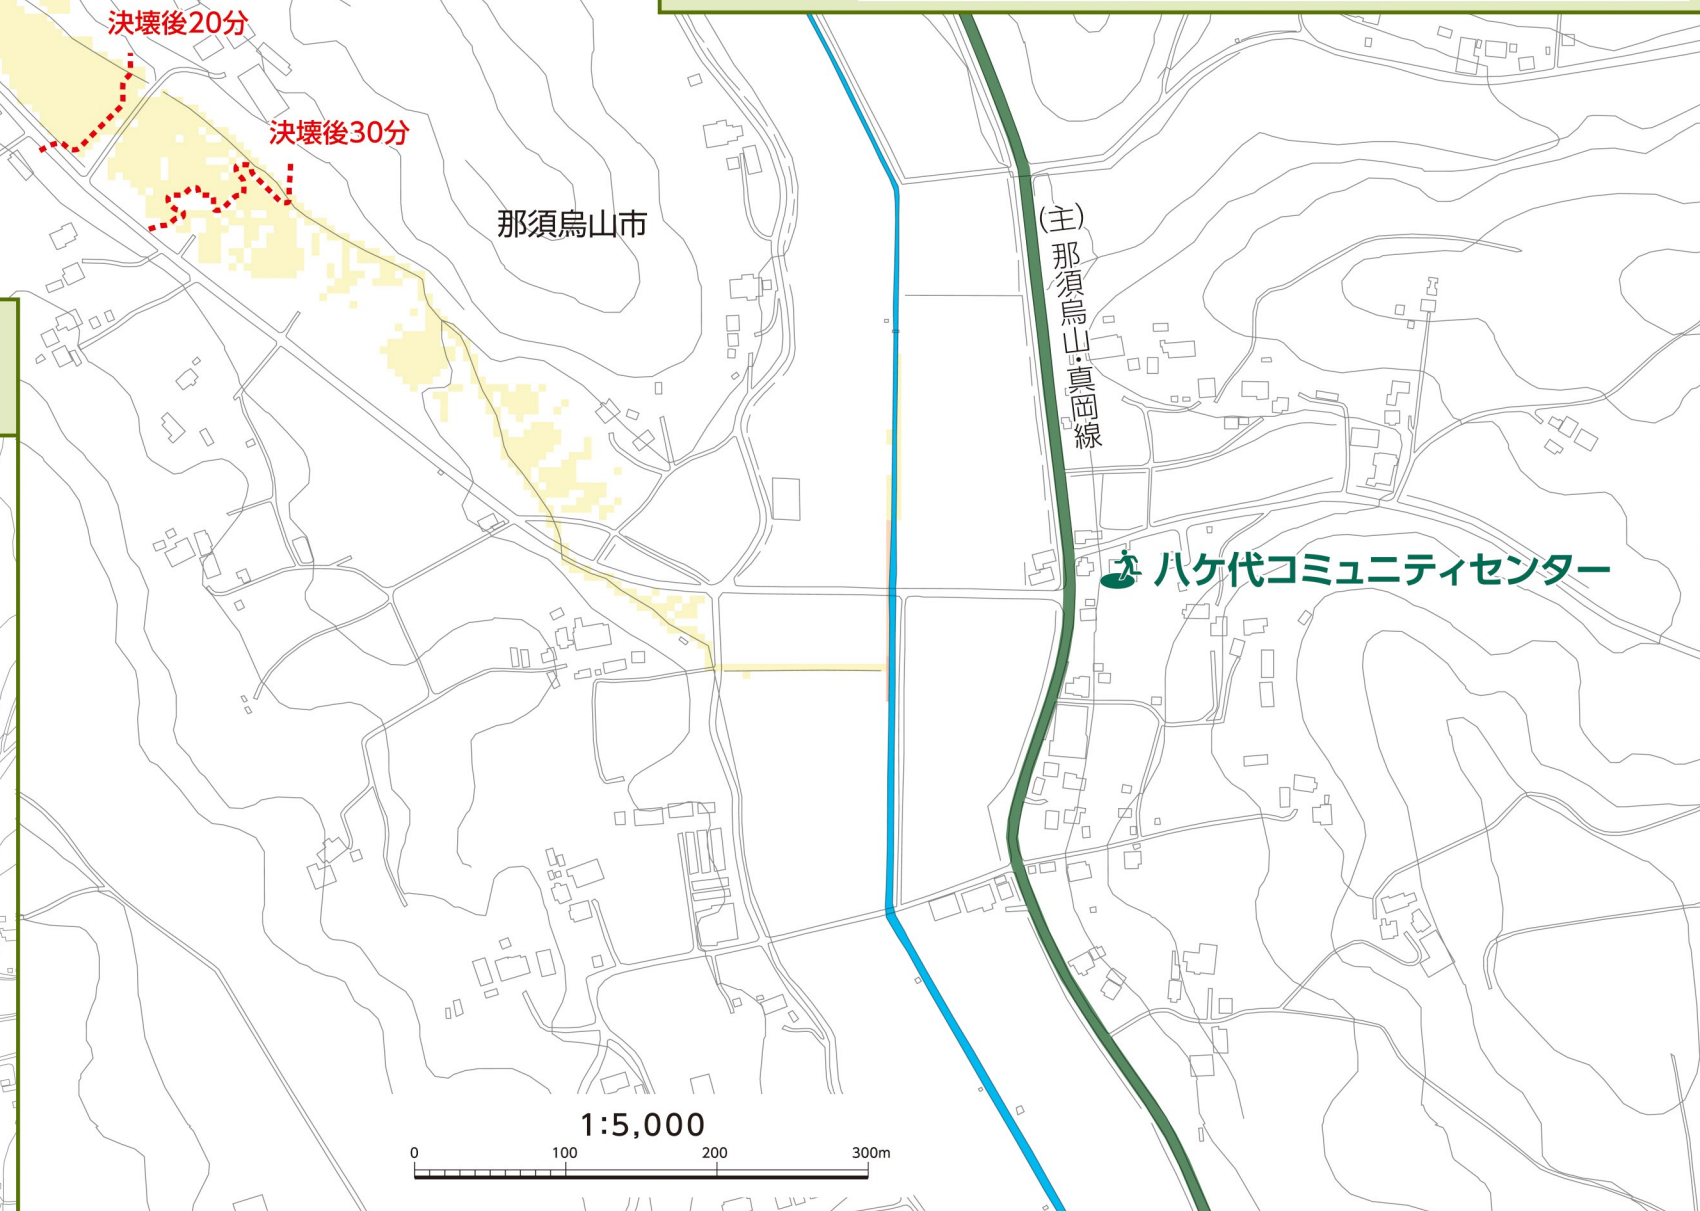 決壊後20分
決壊後30分
那須烏山市
(主)那須烏山・真岡線
八ケ代コミュニティセンター
1:5,000
0 100 200 300m